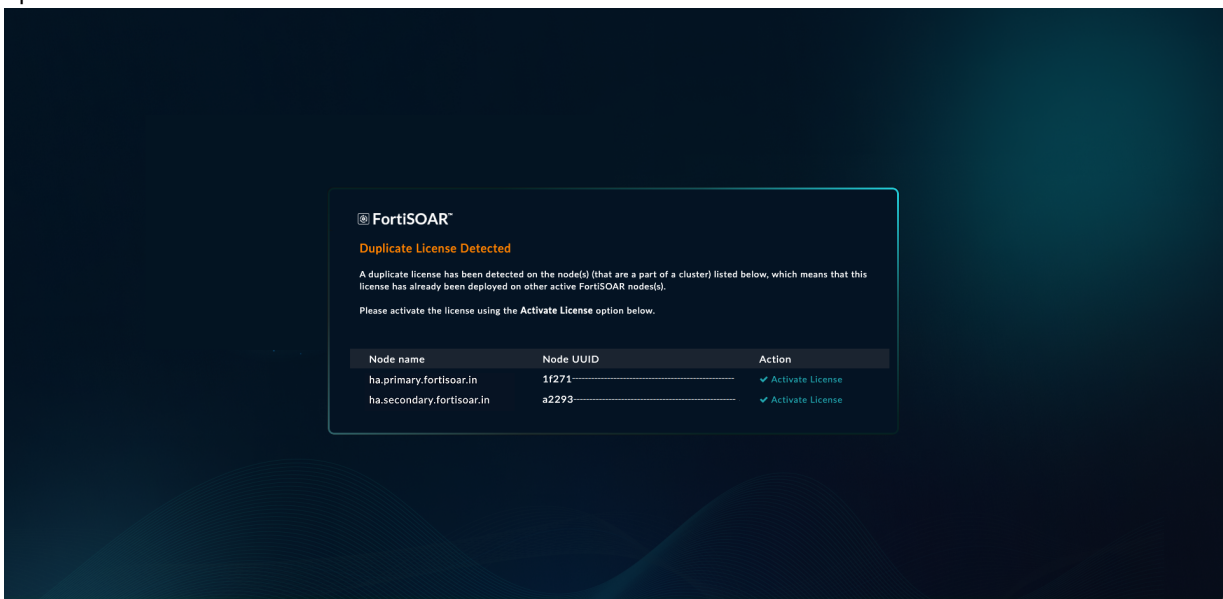 FortiSOAR™
Duplicate License Detected
A duplicate license has been detected on the node(s) (that are a part of a cluster) listed below, which means that this
license has already been deployed on other active FortiSOAR nodes(s).
Please activate the license using the Activate License option below.
Node name Node UUID Action
ha.primary.fortisoar.in 1f271-------------------------------------------------- ✔ Activate License
ha.secondary.fortisoar.in a2293-------------------------------------------------- ✔ Activate License